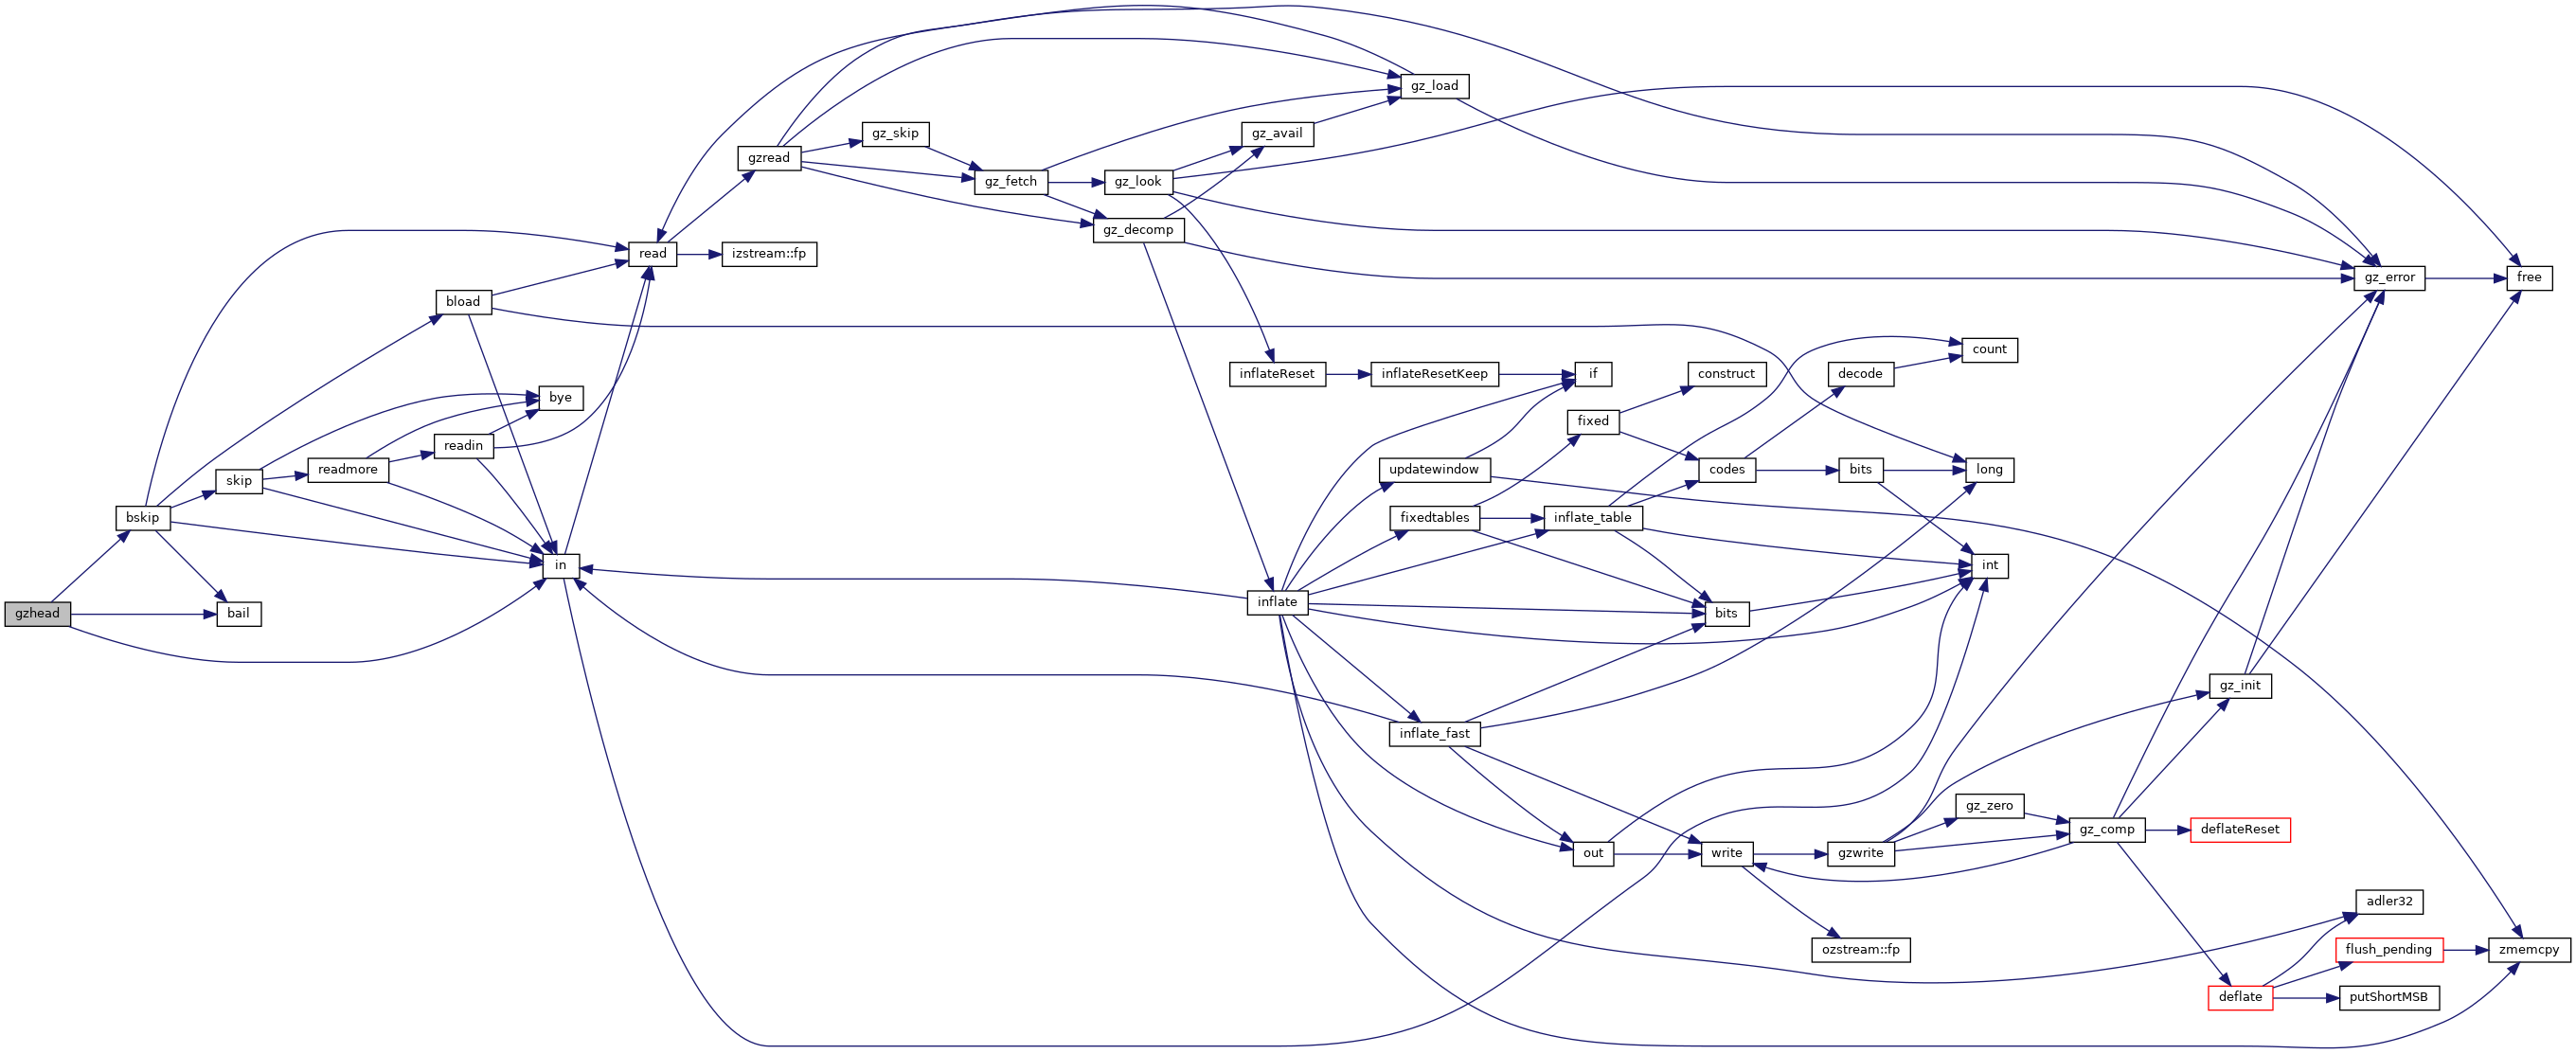 gzhead
bskip
bail
skip
readmore
bload
readin
bye
in
read
izstream::fp
gzread
gz_skip
gz_fetch
gz_look
gz_decomp
gz_avail
gz_load
inflateReset
inflateResetKeep
if
inflate
updatewindow
fixedtables
inflate_table
inflate_fast
fixed
construct
codes
decode
count
bits
long
bits
int
out
write
gzwrite
ozstream::fp
gz_zero
gz_comp
gz_init
deflateReset
deflate
gz_error
free
adler32
flush_pending
putShortMSB
zmemcpy